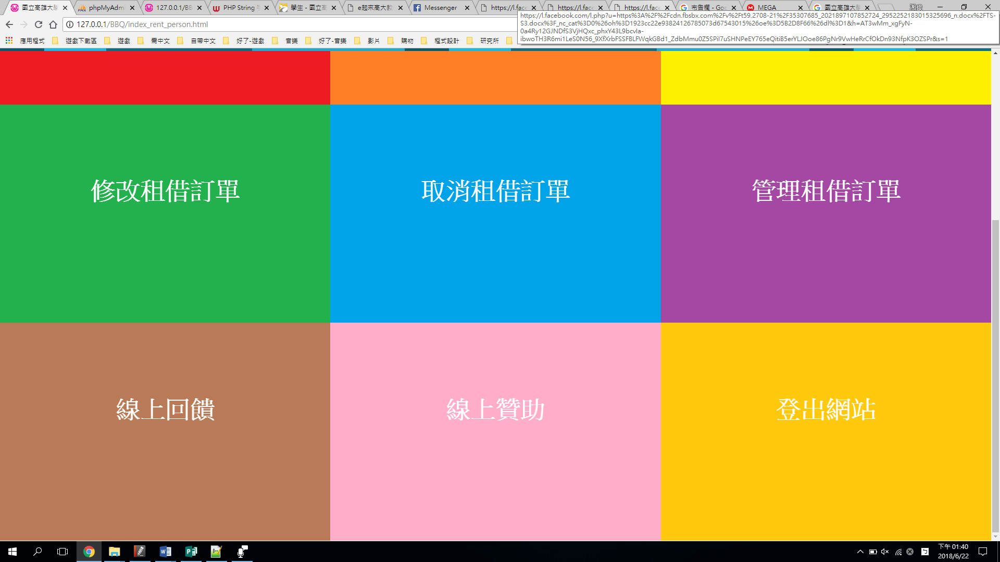 國立高雄大學
phpMyAdm
127.0.0.1/BB
PHP String
學生 - 國立高
e起來高大教
Messenger
https://l.face
https://l.face
https://l.face
布告欄 - Goo
MEGA
國立高雄大學
湘俊
127.0.0.1/BBQ/index_rent_person.html
https://l.facebook.com/l.php?u=https%3A%2F%2Fcdn.fbsbx.com%2Fv%2Ft59.2708-21%2F35307685_2021897107852724_2952252183015325696_n.docx%2FTS-
S3.docx%3F_nc_cat%3D0%26oh%3D1923cc22e93824126785073d67543015%26oe%3D5B2D8F66%26dl%3D1&h=AT3wMm_xgFyN-
0a4Ry12GJNDfS3VjHQxc_phxY43L9bcvIa-
ibwoTH3R6mi1LeS0N56_9XfXrbFSSFBLFWqkGBd1_ZdbMmu0Z5SPiI7uSHNPeEY765eQitiB5erYLJOoe86PgNr9VwHeRrCfOkDn93NfpK3OZSPr&s=1
應用程式
遊戲下載區
遊戲
需中文
自帶中文
好了-遊戲
音樂
好了-音樂
影片
購物
程式設計
研究所
修改租借訂單
取消租借訂單
管理租借訂單
線上回饋
線上贊助
登出網站
下午 01:40
2018/6/22